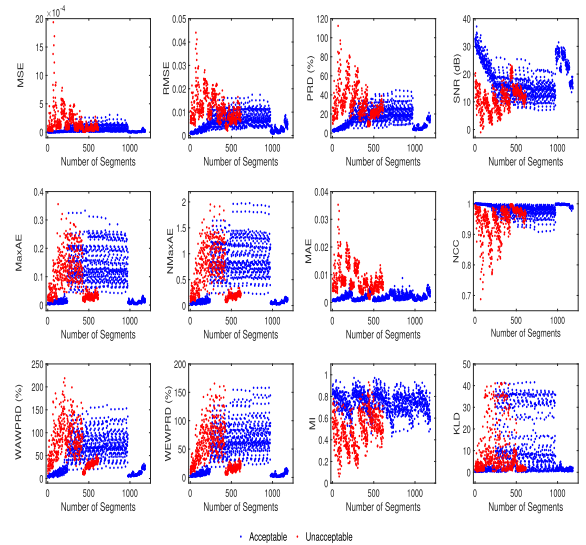 ×10⁻⁴
20
15
10
5
0
MSE
0 500 1000
Number of Segments
0.05
0.04
0.03
0.02
0.01
0
RMSE
0 500 1000
Number of Segments
120
100
80
60
40
20
0
PRD (%)
0 500 1000
Number of Segments
40
30
20
10
0
SNR (dB)
0 500 1000
Number of Segments
0.4
0.3
0.2
0.1
0
MaxAE
0 500 1000
Number of Segments
2
1.5
1
0.5
0
NMaxAE
0 500 1000
Number of Segments
0.04
0.03
0.02
0.01
0
MAE
0 500 1000
Number of Segments
1
0.9
0.8
0.7
NCC
0 500 1000
Number of Segments
250
200
150
100
50
0
WAWPRD (%)
0 500 1000
Number of Segments
200
150
100
50
0
WEWPRD (%)
0 500 1000
Number of Segments
1
0.8
0.6
0.4
0.2
0
MI
0 500 1000
Number of Segments
50
40
30
20
10
0
KLD
0 500 1000
Number of Segments
Acceptable Unacceptable